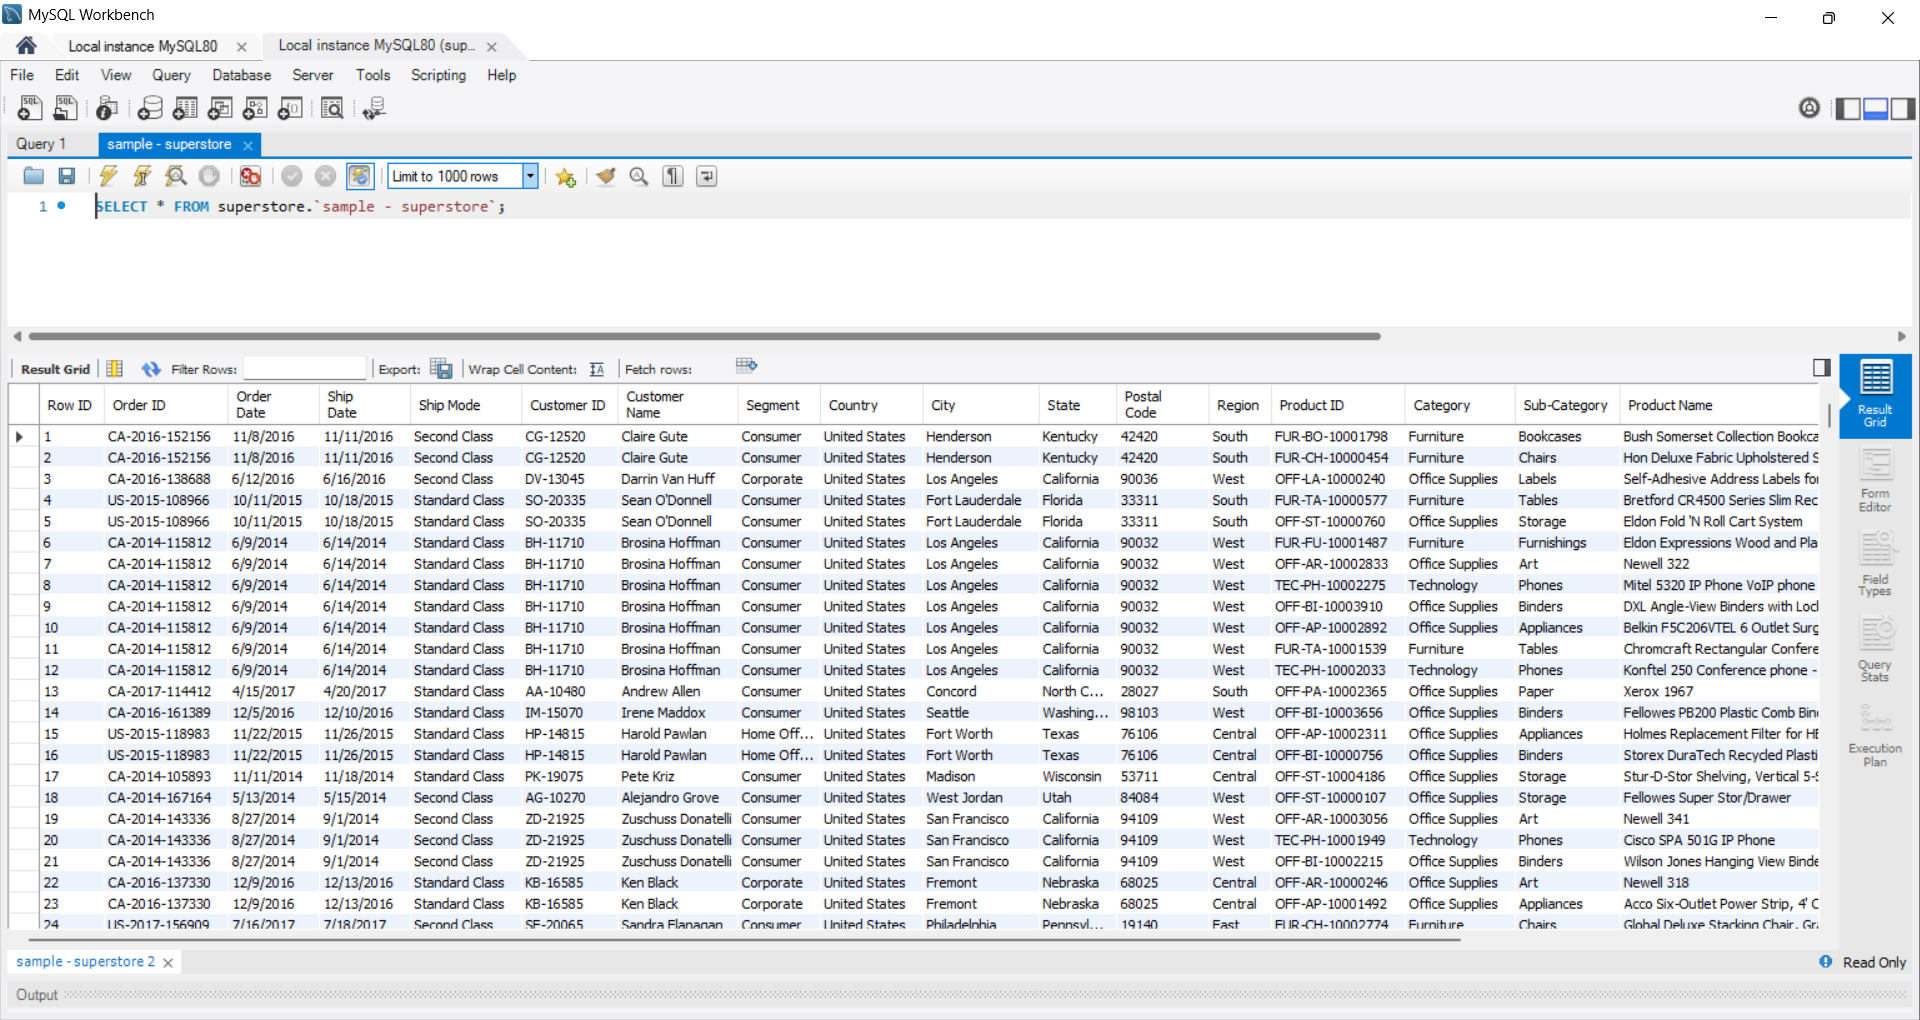 MySQL Workbench
Local instance MySQL80 Local instance MySQL80 (sup...
File Edit View Query Database Server Tools Scripting Help
Query 1 sample - superstore
Limit to 1000 rows
1 SELECT * FROM superstore.`sample - superstore`;
Result Grid Filter Rows: Export: Wrap Cell Content: Fetch rows:
Row ID Order ID Order Date Ship Date Ship Mode Customer ID Customer Name Segment Country City State Postal Code Region Product ID Category Sub-Category Product Name
1 CA-2016-152156 11/8/2016 11/11/2016 Second Class CG-12520 Claire Gute Consumer United States Henderson Kentucky 42420 South FUR-BO-10001798 Furniture Bookcases Bush Somerset Collection Bookca
2 CA-2016-152156 11/8/2016 11/11/2016 Second Class CG-12520 Claire Gute Consumer United States Henderson Kentucky 42420 South FUR-CH-10000454 Furniture Chairs Hon Deluxe Fabric Upholstered S
3 CA-2016-138688 6/12/2016 6/16/2016 Second Class DV-13045 Darrin Van Huff Corporate United States Los Angeles California 90036 West OFF-LA-10000240 Office Supplies Labels Self-Adhesive Address Labels for
4 US-2015-108966 10/11/2015 10/18/2015 Standard Class SO-20335 Sean O'Donnell Consumer United States Fort Lauderdale Florida 33311 South FUR-TA-10000577 Furniture Tables Bretford CR4500 Series Slim Rec
5 US-2015-108966 10/11/2015 10/18/2015 Standard Class SO-20335 Sean O'Donnell Consumer United States Fort Lauderdale Florida 33311 South OFF-ST-10000760 Office Supplies Storage Eldon Fold 'N Roll Cart System
6 CA-2014-115812 6/9/2014 6/14/2014 Standard Class BH-11710 Brosina Hoffman Consumer United States Los Angeles California 90032 West FUR-FU-10001487 Furniture Furnishings Eldon Expressions Wood and Pla
7 CA-2014-115812 6/9/2014 6/14/2014 Standard Class BH-11710 Brosina Hoffman Consumer United States Los Angeles California 90032 West OFF-AR-10002833 Office Supplies Art Newell 322
8 CA-2014-115812 6/9/2014 6/14/2014 Standard Class BH-11710 Brosina Hoffman Consumer United States Los Angeles California 90032 West TEC-PH-10002275 Technology Phones Mitel 5320 IP Phone VoIP phone
9 CA-2014-115812 6/9/2014 6/14/2014 Standard Class BH-11710 Brosina Hoffman Consumer United States Los Angeles California 90032 West OFF-BI-10003910 Office Supplies Binders DXL Angle-View Binders with Loc
10 CA-2014-115812 6/9/2014 6/14/2014 Standard Class BH-11710 Brosina Hoffman Consumer United States Los Angeles California 90032 West OFF-AP-10002892 Office Supplies Appliances Belkin F5C206VTEL 6 Outlet Surg
11 CA-2014-115812 6/9/2014 6/14/2014 Standard Class BH-11710 Brosina Hoffman Consumer United States Los Angeles California 90032 West FUR-TA-10001539 Furniture Tables Chromcraft Rectangular Confere
12 CA-2014-115812 6/9/2014 6/14/2014 Standard Class BH-11710 Brosina Hoffman Consumer United States Los Angeles California 90032 West TEC-PH-10002033 Technology Phones Konftel 250 Conference phone -
13 CA-2017-114412 4/15/2017 4/20/2017 Standard Class AA-10480 Andrew Allen Consumer United States Concord North C... 28027 South OFF-PA-10002365 Office Supplies Paper Xerox 1967
14 CA-2016-161389 12/5/2016 12/10/2016 Standard Class IM-15070 Irene Maddox Consumer United States Seattle Washing... 98103 West OFF-BI-10003656 Office Supplies Binders Fellowes PB200 Plastic Comb Bin
15 US-2015-118983 11/22/2015 11/26/2015 Standard Class HP-14815 Harold Pawlan Home Off... United States Fort Worth Texas 76106 Central OFF-AP-10002311 Office Supplies Appliances Holmes Replacement Filter for HE
16 US-2015-118983 11/22/2015 11/26/2015 Standard Class HP-14815 Harold Pawlan Home Off... United States Fort Worth Texas 76106 Central OFF-BI-10000756 Office Supplies Binders Storex DuraTech Recycled Plasti
17 CA-2014-105893 11/11/2014 11/18/2014 Standard Class PK-19075 Pete Kriz Consumer United States Madison Wisconsin 53711 Central OFF-ST-10004186 Office Supplies Storage Stur-D-Stor Shelving, Vertical 5-S
18 CA-2014-167164 5/13/2014 5/15/2014 Second Class AG-10270 Alejandro Grove Consumer United States West Jordan Utah 84084 West OFF-ST-10000107 Office Supplies Storage Fellowes Super Stor/Drawer
19 CA-2014-143336 8/27/2014 9/1/2014 Second Class ZD-21925 Zuschuss Donatelli Consumer United States San Francisco California 94109 West OFF-AR-10003056 Office Supplies Art Newell 341
20 CA-2014-143336 8/27/2014 9/1/2014 Second Class ZD-21925 Zuschuss Donatelli Consumer United States San Francisco California 94109 West TEC-PH-10001949 Technology Phones Cisco SPA 501G IP Phone
21 CA-2014-143336 8/27/2014 9/1/2014 Second Class ZD-21925 Zuschuss Donatelli Consumer United States San Francisco California 94109 West OFF-BI-10002215 Office Supplies Binders Wilson Jones Hanging View Binde
22 CA-2016-137330 12/9/2016 12/13/2016 Standard Class KB-16585 Ken Black Corporate United States Fremont Nebraska 68025 Central OFF-AR-10000246 Office Supplies Art Newell 318
23 CA-2016-137330 12/9/2016 12/13/2016 Standard Class KB-16585 Ken Black Corporate United States Fremont Nebraska 68025 Central OFF-AP-10001492 Office Supplies Appliances Acco Six-Outlet Power Strip, 4' C
24 US-2017-156909 7/16/2017 7/18/2017 Second Class SF-20065 Sandra Flanagan Consumer United States Philadelphia Pennsyl... 19140 East FUR-CH-10002774 Furniture Chairs Global Deluxe Stacking Chair, Gr
Result Grid
Form Editor
Field Types
Query Stats
Execution Plan
sample - superstore 2 Read Only
Output